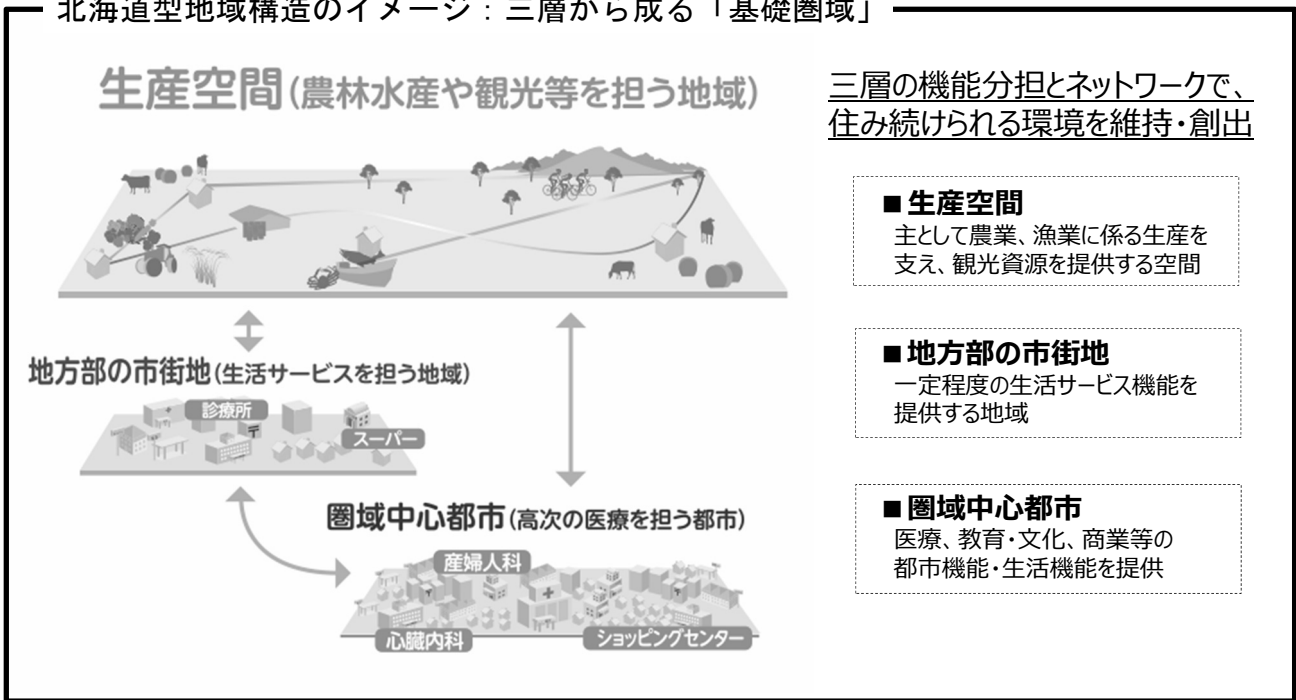 北海道型地域構造のイメージ：三層から成る「基礎圏域」
生産空間(農林水産や観光等を担う地域)
地方部の市街地(生活サービスを担う地域)
診療所
スーパー
圏域中心都市(高次の医療を担う都市)
産婦人科
心臓内科
ショッピングセンター
三層の機能分担とネットワークで、
住み続けられる環境を維持・創出
■生産空間
主として農業、漁業に係る生産を
支え、観光資源を提供する空間
■地方部の市街地
一定程度の生活サービス機能を
提供する地域
■圏域中心都市
医療、教育・文化、商業等の
都市機能・生活機能を提供